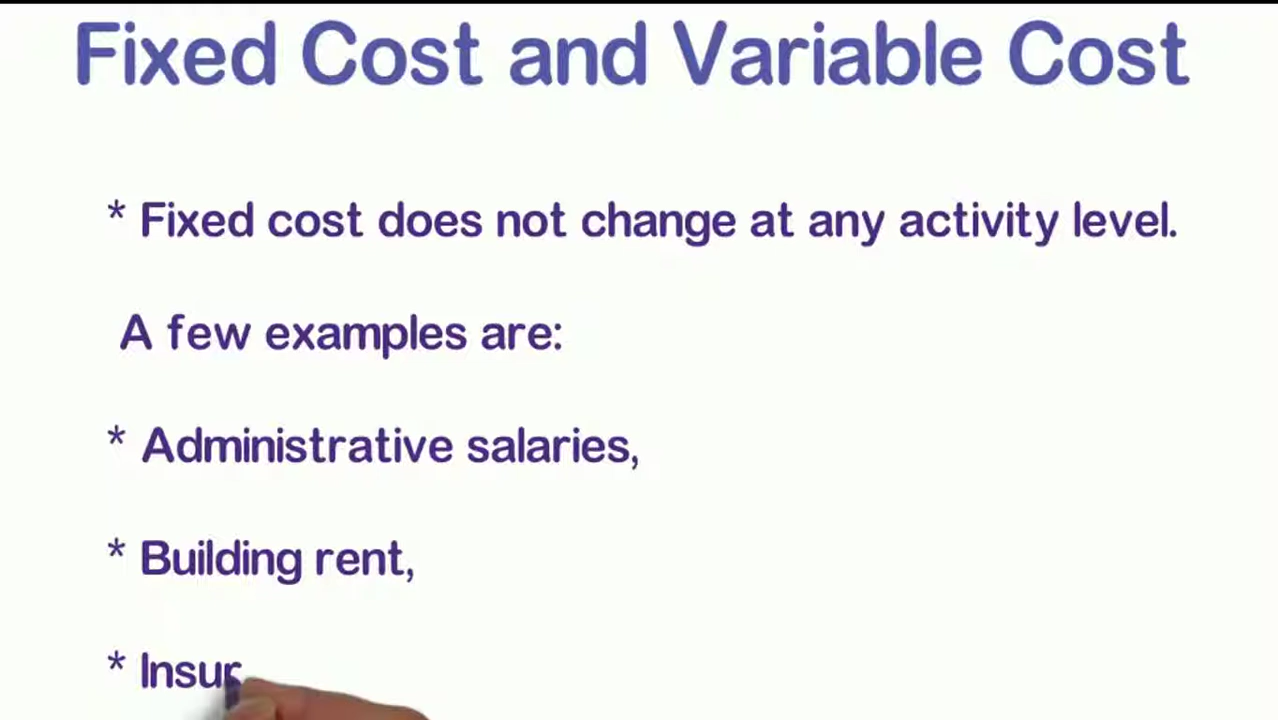 Fixed Cost and Variable Cost
* Fixed cost does not change at any activity level.
A few examples are:
* Administrative salaries,
* Building rent,
* Insur